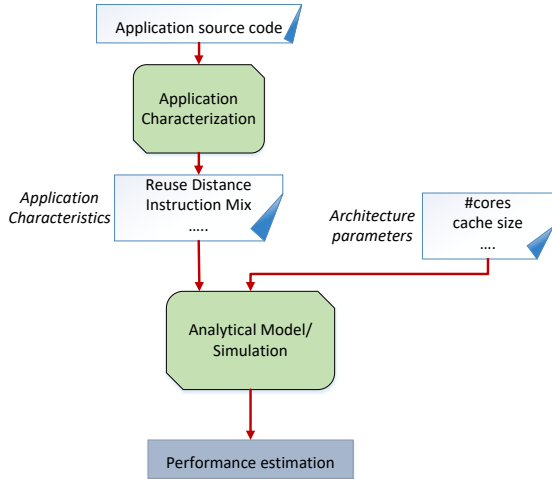 Application source code
Application
Characterization
Application
Characteristics
Reuse Distance
Instruction Mix
.....
Architecture
parameters
#cores
cache size
....
Analytical Model/
Simulation
Performance estimation